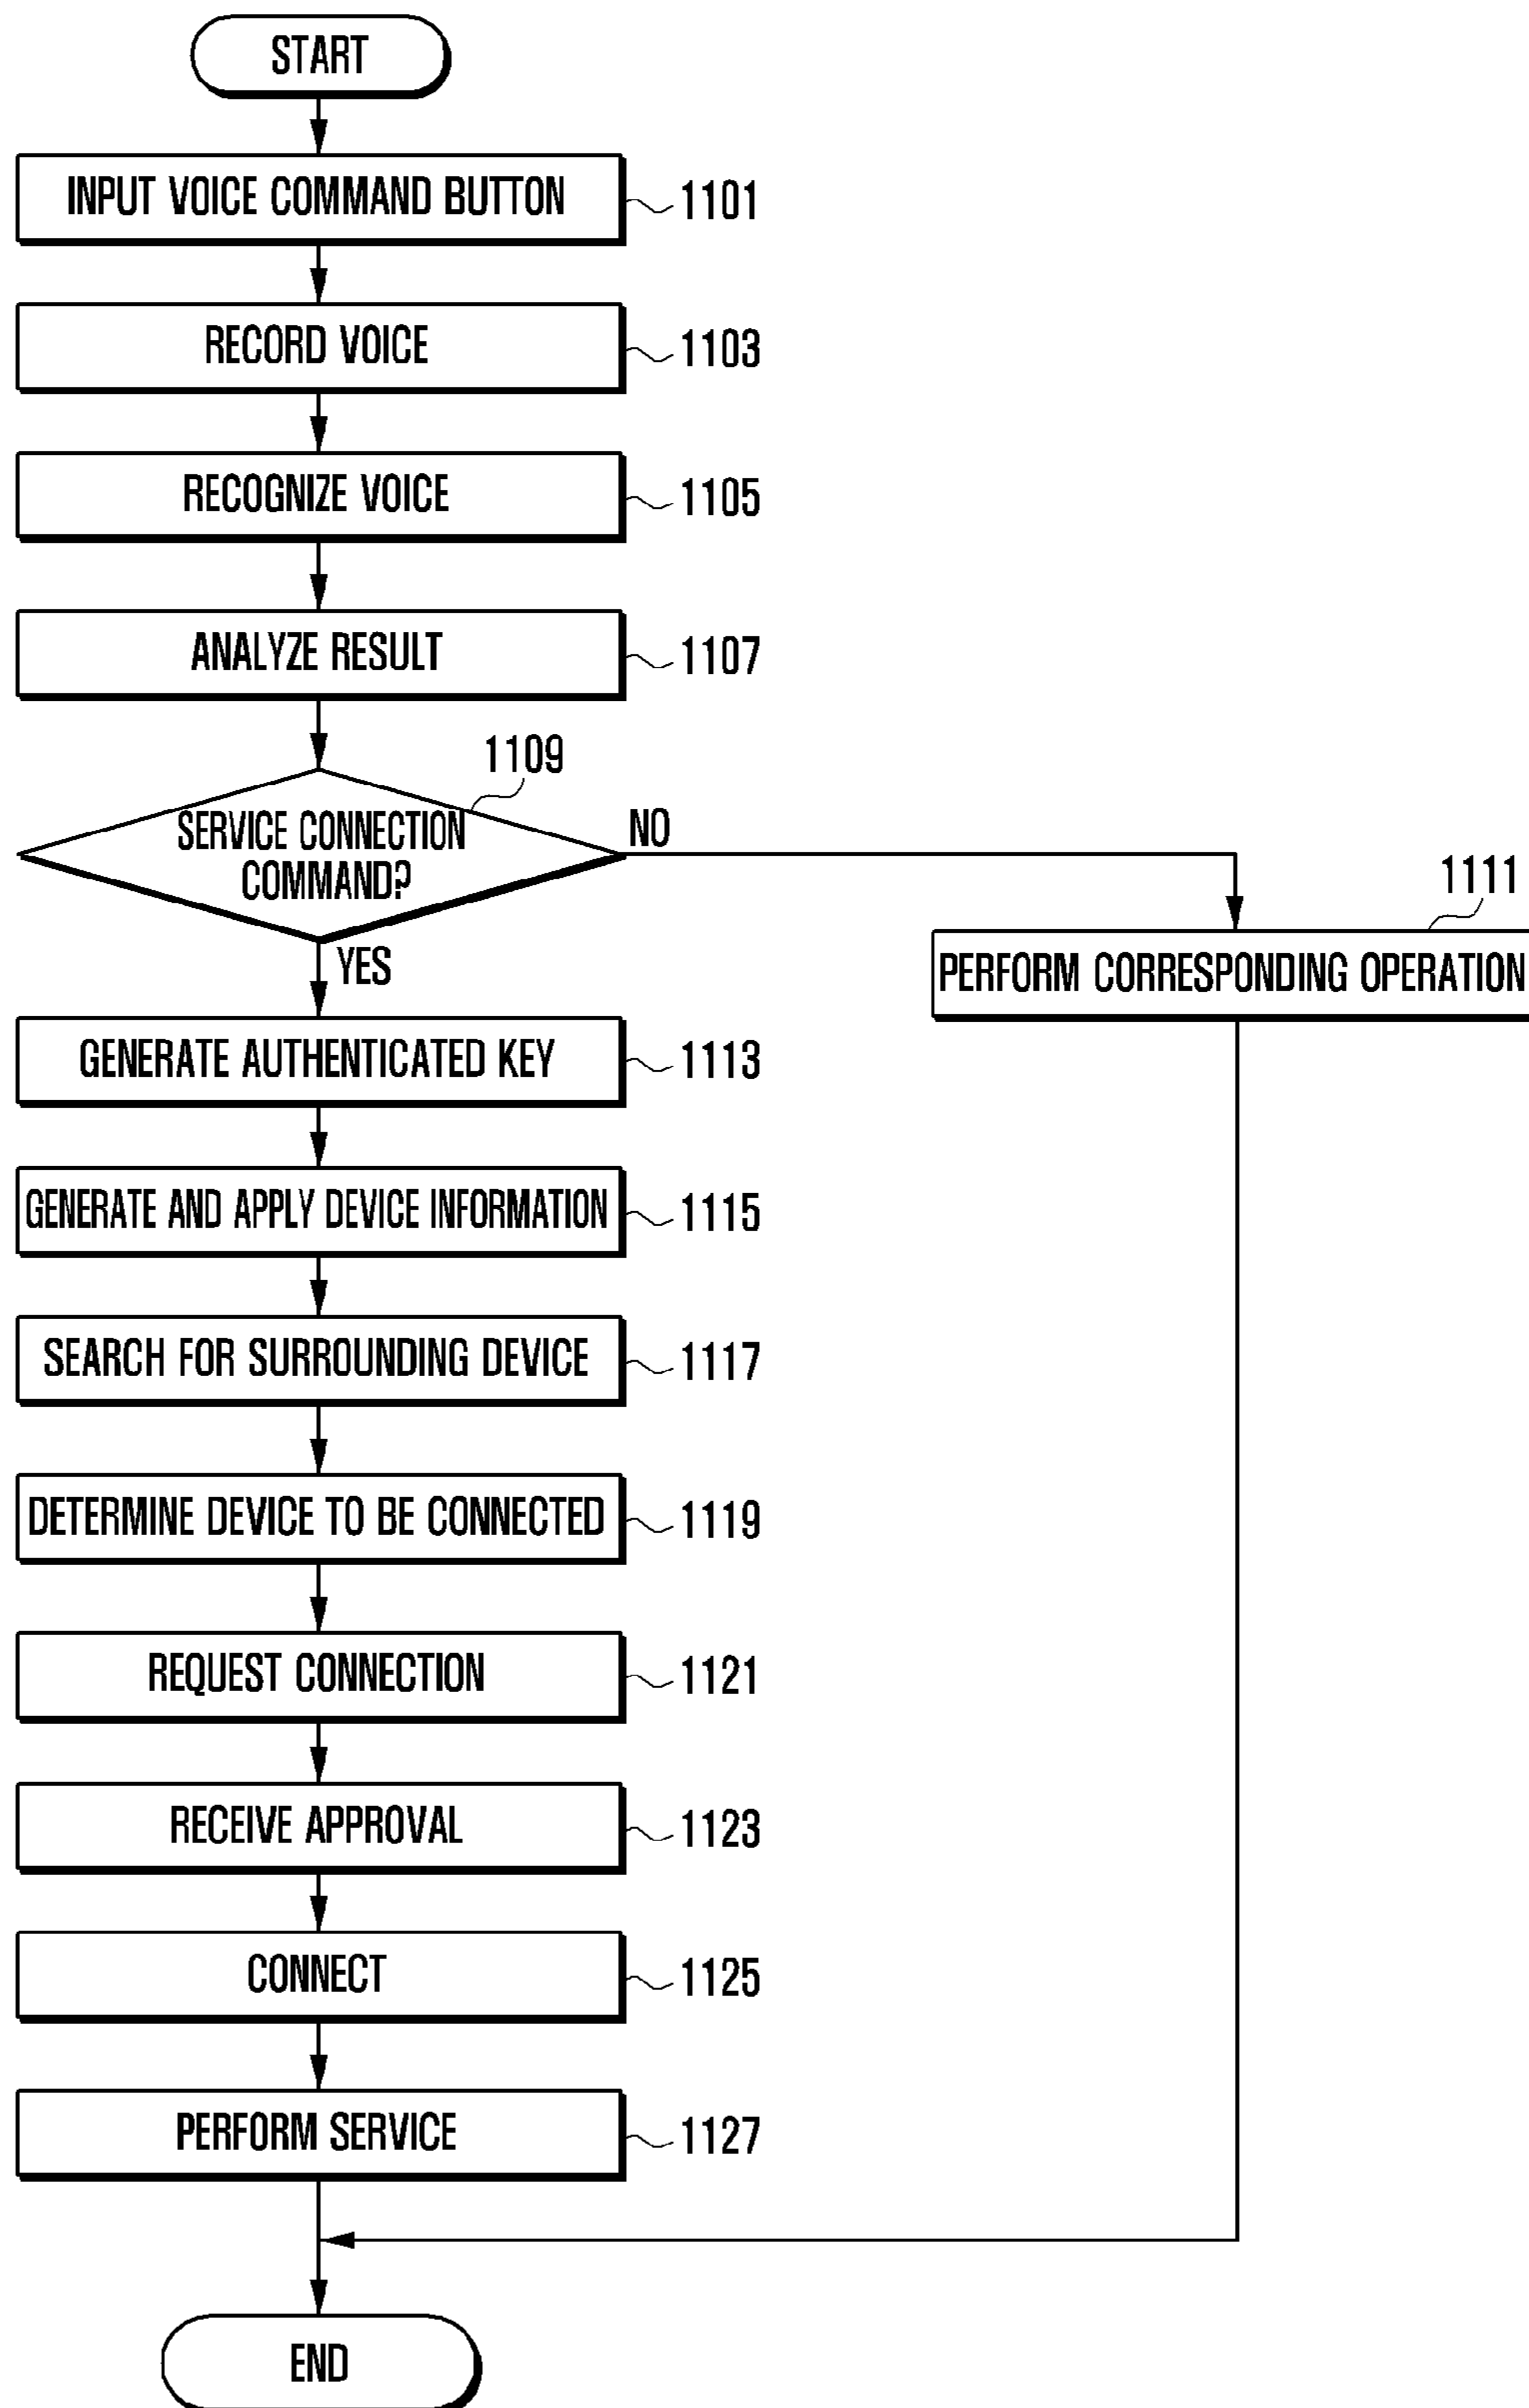 START
INPUT VOICE COMMAND BUTTON
1101
RECORD VOICE
1103
RECOGNIZE VOICE
1105
ANALYZE RESULT
1107
1109
SERVICE CONNECTION
COMMAND?
NO
YES
1111
PERFORM CORRESPONDING OPERATION
GENERATE AUTHENTICATED KEY
1113
GENERATE AND APPLY DEVICE INFORMATION
1115
SEARCH FOR SURROUNDING DEVICE
1117
DETERMINE DEVICE TO BE CONNECTED
1119
REQUEST CONNECTION
1121
RECEIVE APPROVAL
1123
CONNECT
1125
PERFORM SERVICE
1127
END